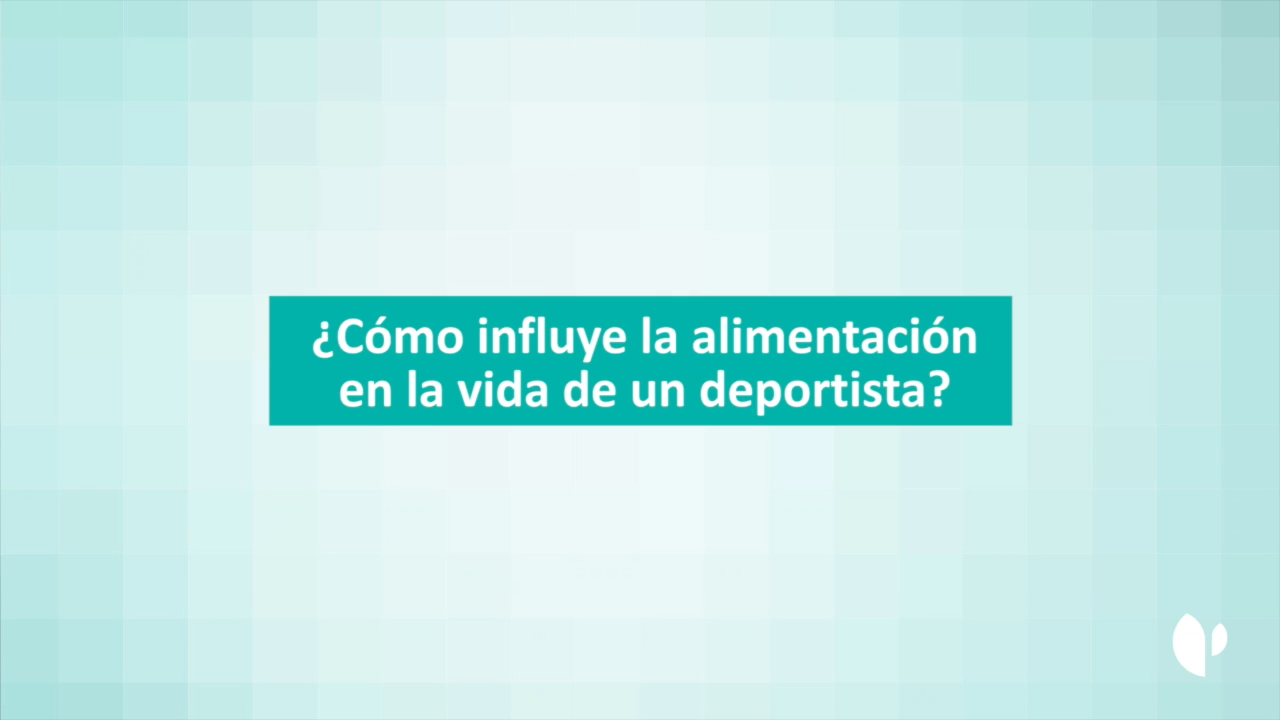 ¿Cómo influye la alimentación
en la vida de un deportista?